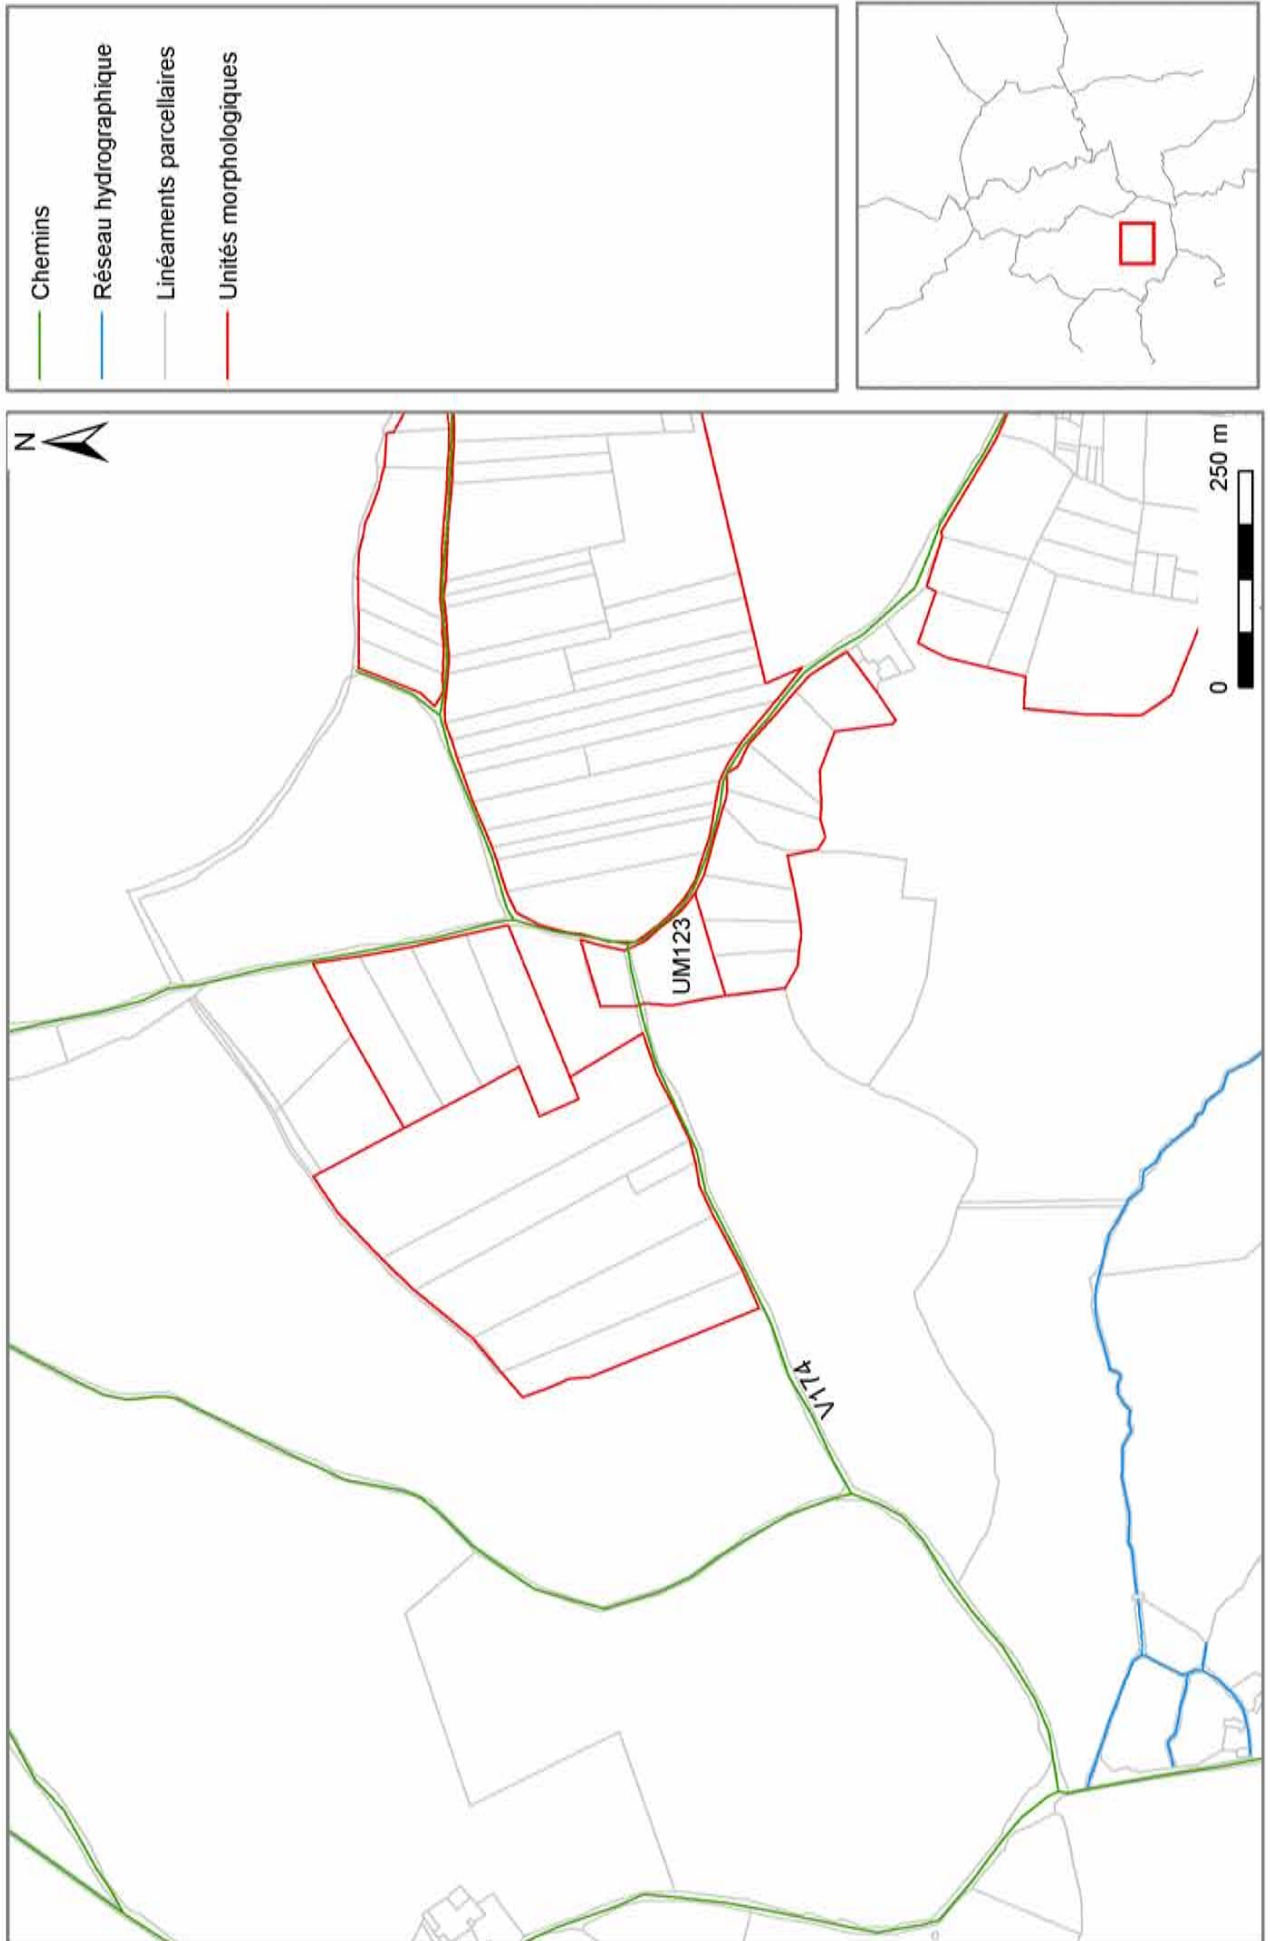 Chemins
Réseau hydrographique
Linéaments parcellaires
Unités morphologiques
N
UM123
V174
0 250 m